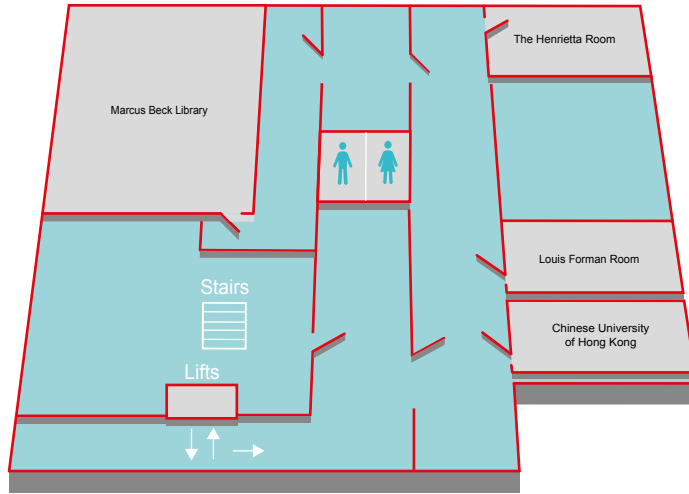 The Henrietta Room
Marcus Beck Library
Louis Forman Room
Stairs
Chinese University
of Hong Kong
Lifts